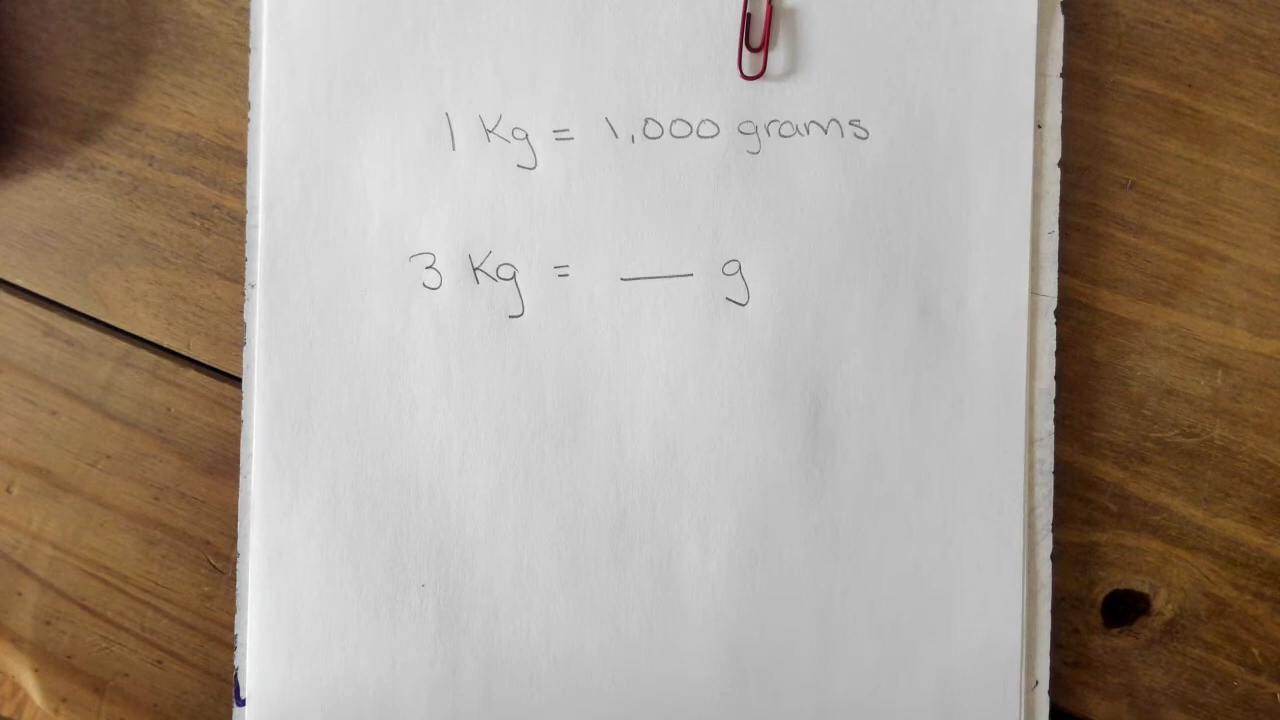 1 Kg = 1,000 grams
3 Kg = ___ g